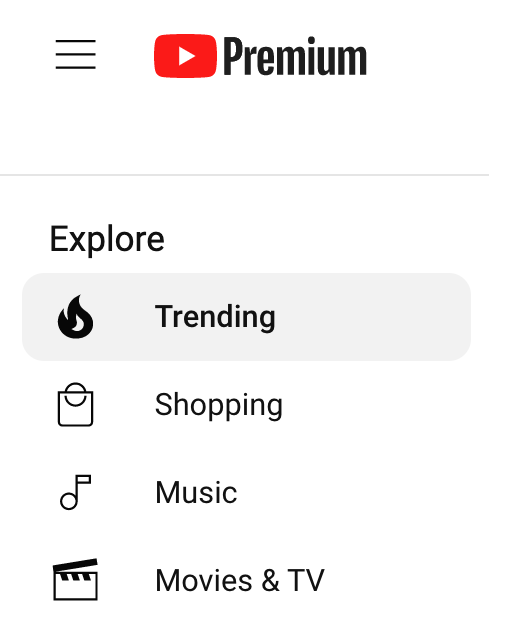 Premium
Explore
Trending
Shopping
Music
Movies & TV